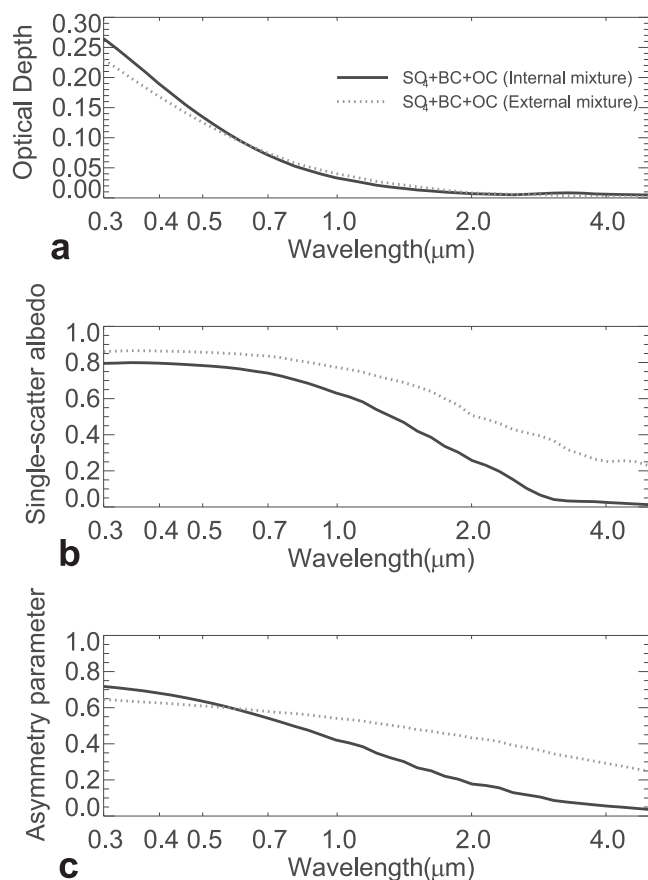 0.30
0.25
0.20
0.15
0.10
0.05
0.00
Optical Depth
SO4+BC+OC (Internal mixture)
SO4+BC+OC (External mixture)
0.3 0.4 0.5 0.7 1.0 2.0 4.0
Wavelength(μm)
a
1.0
0.8
0.6
0.4
0.2
0.0
Single-scatter albedo
0.3 0.4 0.5 0.7 1.0 2.0 4.0
Wavelength(μm)
b
1.0
0.8
0.6
0.4
0.2
0.0
Asymmetry parameter
0.3 0.4 0.5 0.7 1.0 2.0 4.0
Wavelength(μm)
c